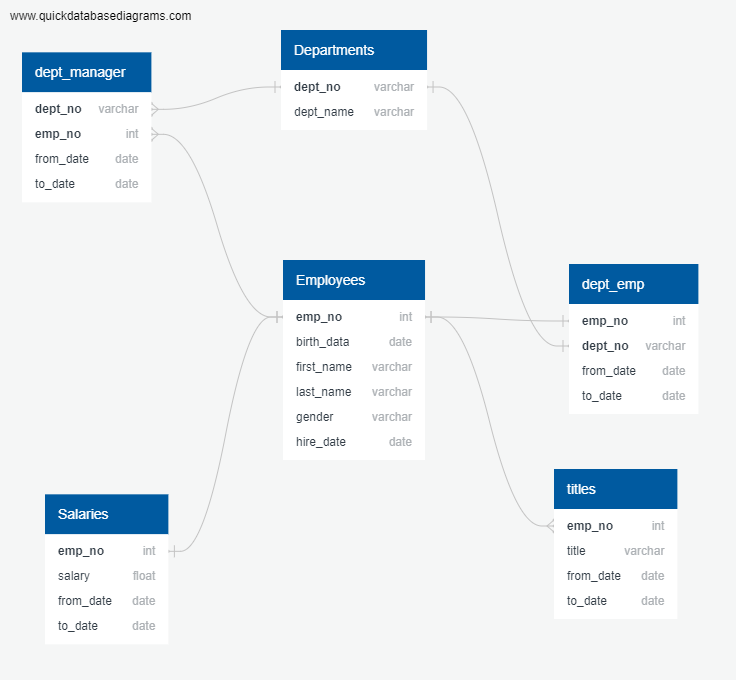 www.quickdatabasediagrams.com
Departments
dept_no varchar
dept_name varchar
dept_manager
dept_no varchar
emp_no int
from_date date
to_date date
Employees
emp_no int
birth_data date
first_name varchar
last_name varchar
gender varchar
hire_date date
dept_emp
emp_no int
dept_no varchar
from_date date
to_date date
Salaries
emp_no int
salary float
from_date date
to_date date
titles
emp_no int
title varchar
from_date date
to_date date